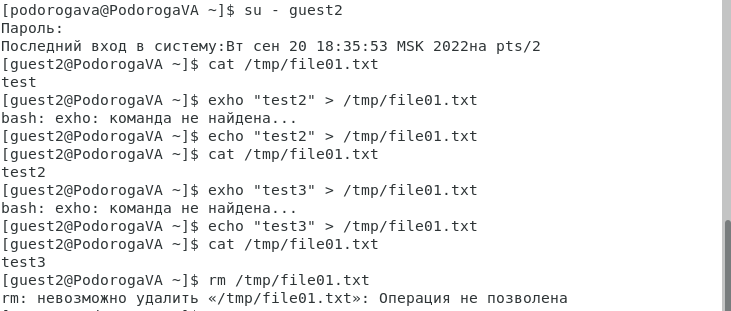 [podorogava@PodorogaVA ~]$ su - guest2
Пароль:
Последний вход в систему:Вт сен 20 18:35:53 MSK 2022на pts/2
[guest2@PodorogaVA ~]$ cat /tmp/file01.txt
test
[guest2@PodorogaVA ~]$ exho "test2" > /tmp/file01.txt
bash: exho: команда не найдена...
[guest2@PodorogaVA ~]$ echo "test2" > /tmp/file01.txt
[guest2@PodorogaVA ~]$ cat /tmp/file01.txt
test2
[guest2@PodorogaVA ~]$ exho "test3" > /tmp/file01.txt
bash: exho: команда не найдена...
[guest2@PodorogaVA ~]$ echo "test3" > /tmp/file01.txt
[guest2@PodorogaVA ~]$ cat /tmp/file01.txt
test3
[guest2@PodorogaVA ~]$ rm /tmp/file01.txt
rm: невозможно удалить «/tmp/file01.txt»: Операция не позволена